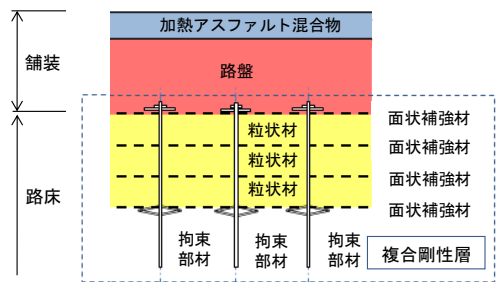 加熱アスファルト混合物
舗装
路盤
面状補強材
粒状材
面状補強材
粒状材
面状補強材
粒状材
面状補強材
路床
拘束
部材
拘束
部材
拘束
部材
複合剛性層